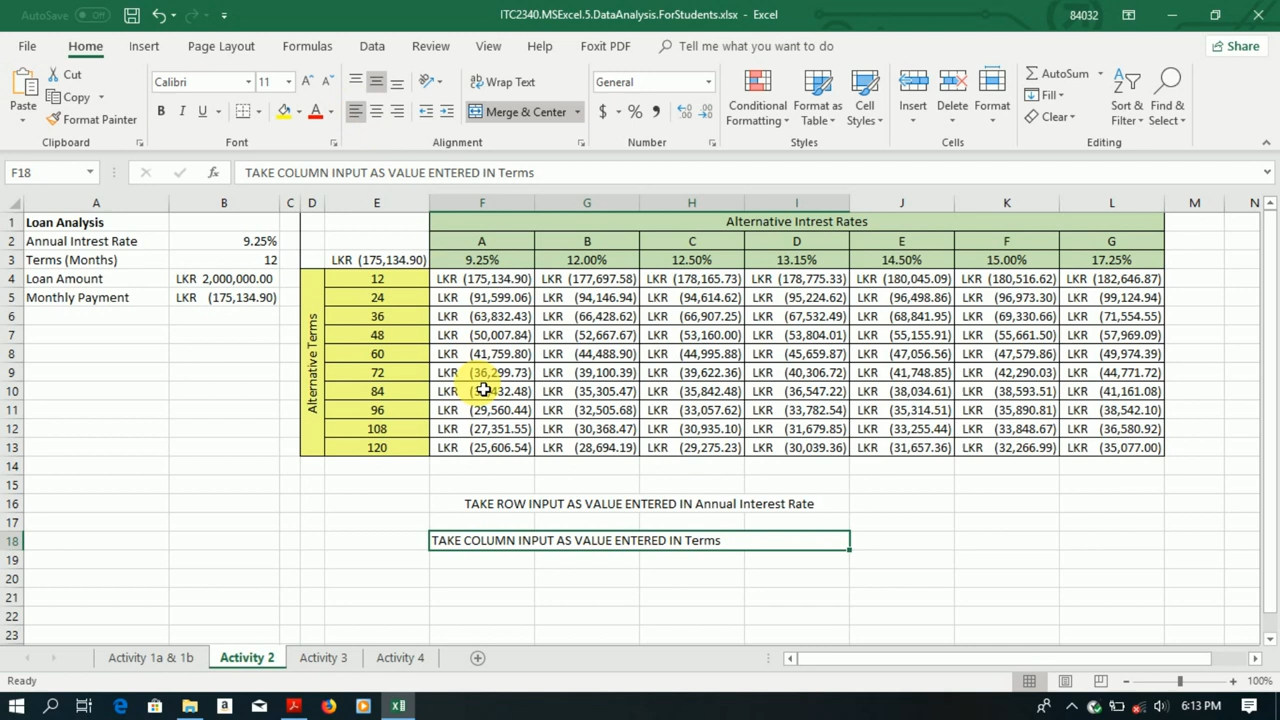 AutoSave Off ITC2340.MSExcel.5.DataAnalysis.ForStudents.xlsx - Excel 84032
File Home Insert Page Layout Formulas Data Review View Help Foxit PDF Tell me what you want to do Share
Paste Cut Copy Format Painter Calibri 11 B I U Wrap Text Merge & Center General $ % Conditional Formatting Format as Table Cell Styles Insert Delete Format AutoSum Fill Clear Sort & Filter Find & Select
Clipboard Font Alignment Number Styles Cells Editing
F18 fx TAKE COLUMN INPUT AS VALUE ENTERED IN Terms
A B C D E F G H I J K L M N
1 Loan Analysis Alternative Intrest Rates
2 Annual Intrest Rate 9.25% A B C D E F G
3 Terms (Months) 12 LKR (175,134.90) 9.25% 12.00% 12.50% 13.15% 14.50% 15.00% 17.25%
4 Loan Amount LKR 2,000,000.00 12 LKR (175,134.90) LKR (177,697.58) LKR (178,165.73) LKR (178,775.33) LKR (180,045.09) LKR (180,516.62) LKR (182,646.87)
5 Monthly Payment LKR (175,134.90) 24 LKR (91,599.06) LKR (94,146.94) LKR (94,614.62) LKR (95,224.62) LKR (96,498.86) LKR (96,973.30) LKR (99,124.94)
6 36 LKR (63,832.43) LKR (66,428.62) LKR (66,907.25) LKR (67,532.49) LKR (68,841.95) LKR (69,330.66) LKR (71,554.55)
7 48 LKR (50,007.84) LKR (52,667.67) LKR (53,160.00) LKR (53,804.01) LKR (55,155.91) LKR (55,661.50) LKR (57,969.09)
8 60 LKR (41,759.80) LKR (44,488.90) LKR (44,995.88) LKR (45,659.87) LKR (47,056.56) LKR (47,579.86) LKR (49,974.39)
9 72 LKR (36,299.73) LKR (39,100.39) LKR (39,622.36) LKR (40,306.72) LKR (41,748.85) LKR (42,290.03) LKR (44,771.72)
10 84 LKR LKR (35,305.47) LKR (35,842.48) LKR (36,547.22) LKR (38,034.61) LKR (38,593.51) LKR (41,161.08)
11 96 LKR (29,560.44) LKR (32,505.68) LKR (33,057.62) LKR (33,782.54) LKR (35,314.51) LKR (35,890.81) LKR (38,542.10)
12 108 LKR (27,351.55) LKR (30,368.47) LKR (30,935.10) LKR (31,679.85) LKR (33,255.44) LKR (33,848.67) LKR (36,580.92)
13 120 LKR (25,606.54) LKR (28,694.19) LKR (29,275.23) LKR (30,039.36) LKR (31,657.36) LKR (32,266.99) LKR (35,077.00)
Alternative Terms
14
15
16 TAKE ROW INPUT AS VALUE ENTERED IN Annual Interest Rate
17
18 TAKE COLUMN INPUT AS VALUE ENTERED IN Terms
19
20
21
22
23
Activity 1a & 1b Activity 2 Activity 3 Activity 4
Ready 100%
6:13 PM